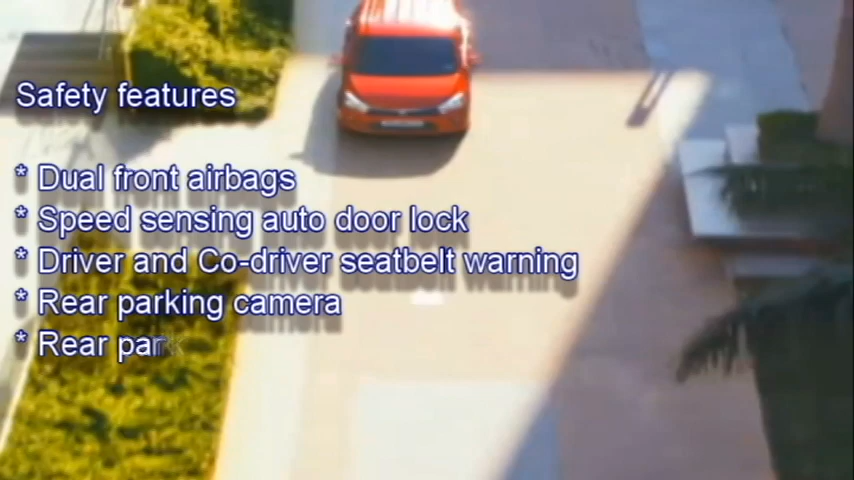 Safety features
* Dual front airbags
* Speed sensing auto door lock
* Driver and Co-driver seatbelt warning
* Rear parking camera
* Rear park